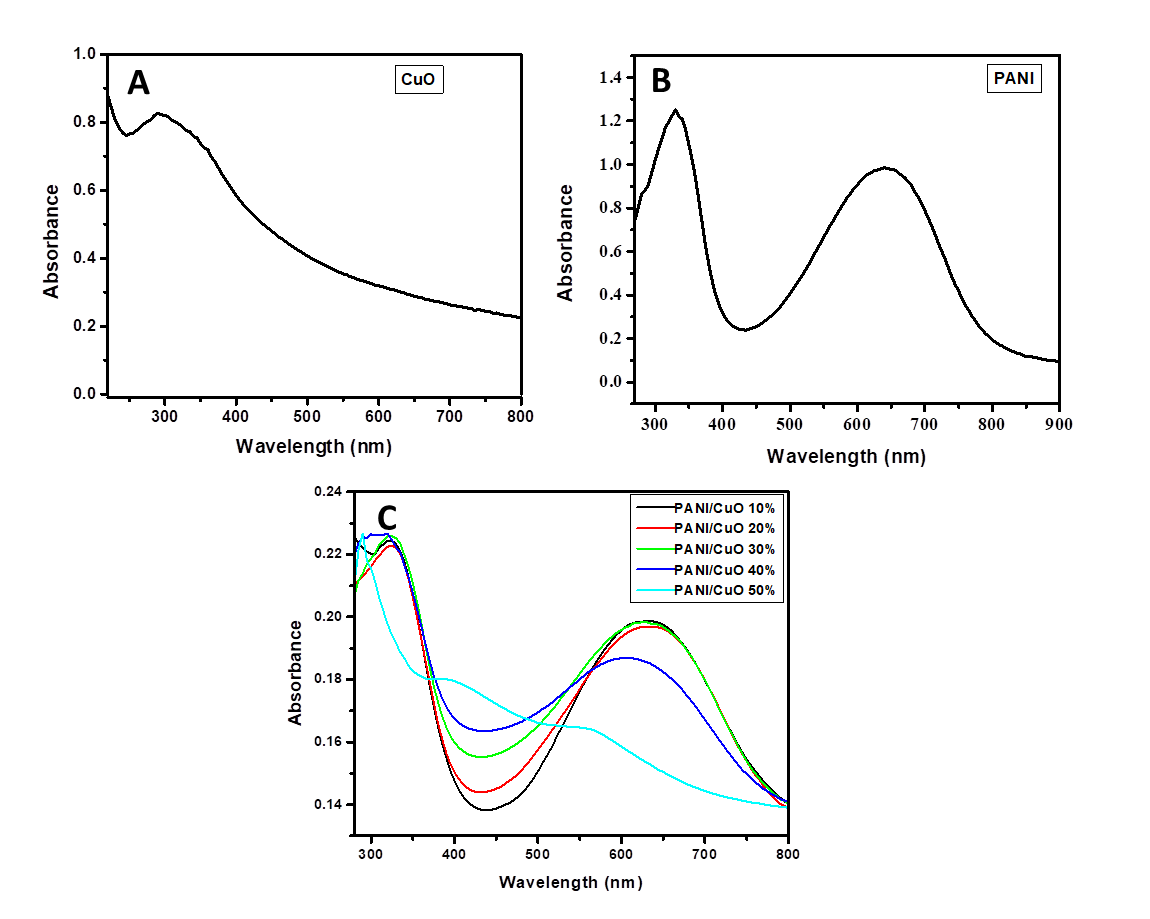 A
CuO
1.0
0.8
0.6
0.4
0.2
0.0
Absorbance
300 400 500 600 700 800
Wavelength (nm)
B
PANI
1.4
1.2
1.0
0.8
0.6
0.4
0.2
0.0
Absorbance
300 400 500 600 700 800 900
Wavelength (nm)
C
PANI/CuO 10%
PANI/CuO 20%
PANI/CuO 30%
PANI/CuO 40%
PANI/CuO 50%
0.24
0.22
0.20
0.18
0.16
0.14
Absorbance
300 400 500 600 700 800
Wavelength (nm)